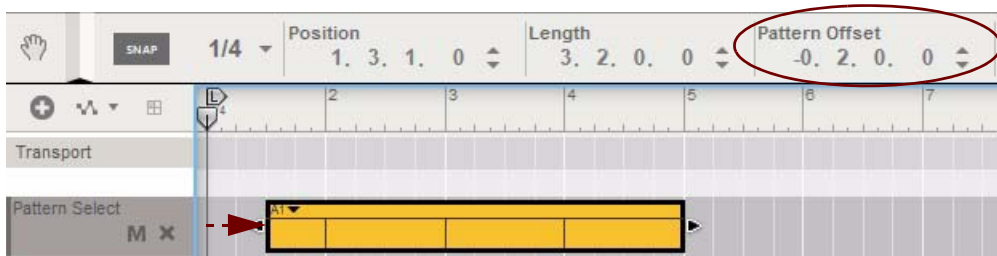 SNAP 1/4 Position Length Pattern Offset
1. 3. 1. 0 3. 2. 0. 0 -0. 2. 0. 0
L 2 3 4 5 6 7
4
Transport
Pattern Select A1
M